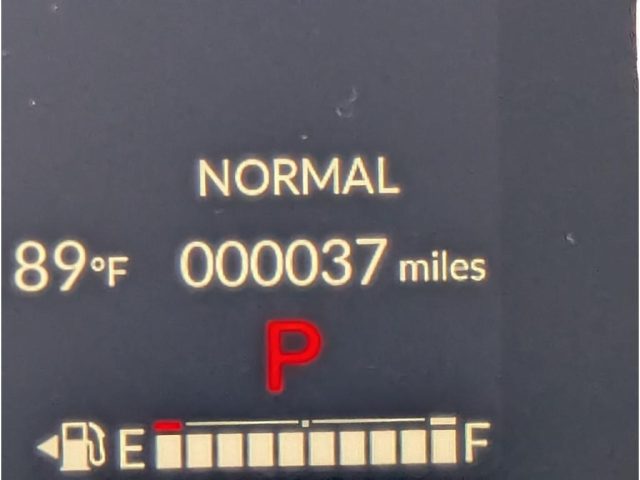 NORMAL
89°F 000037 miles
P
E F